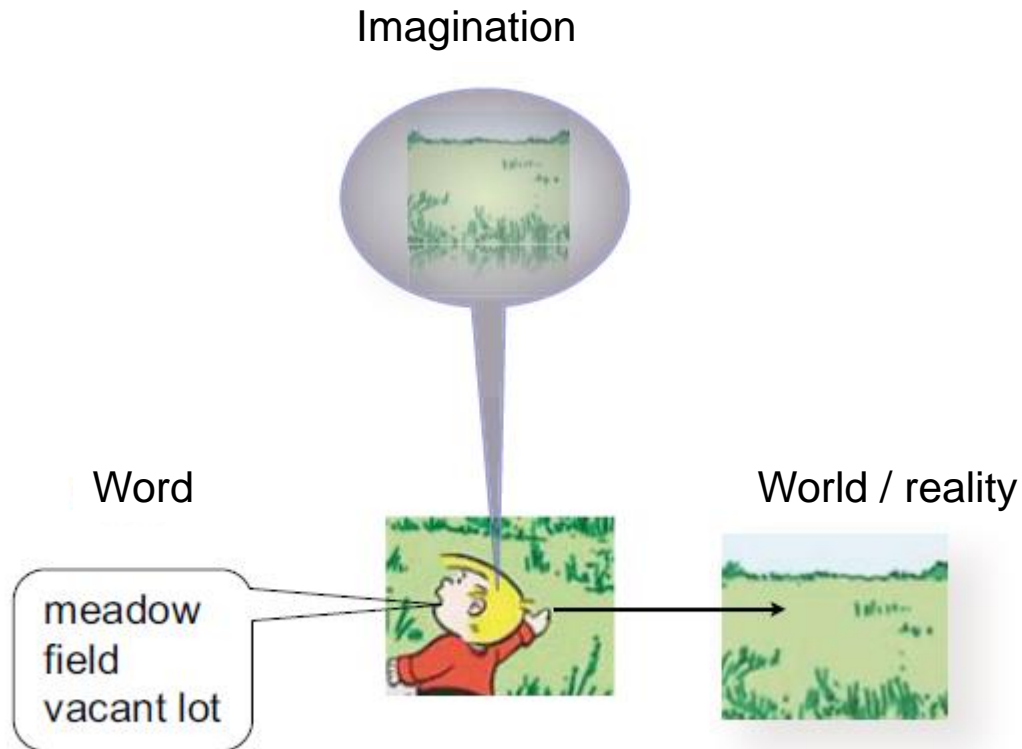 Imagination
Word
World / reality
meadow
field
vacant lot